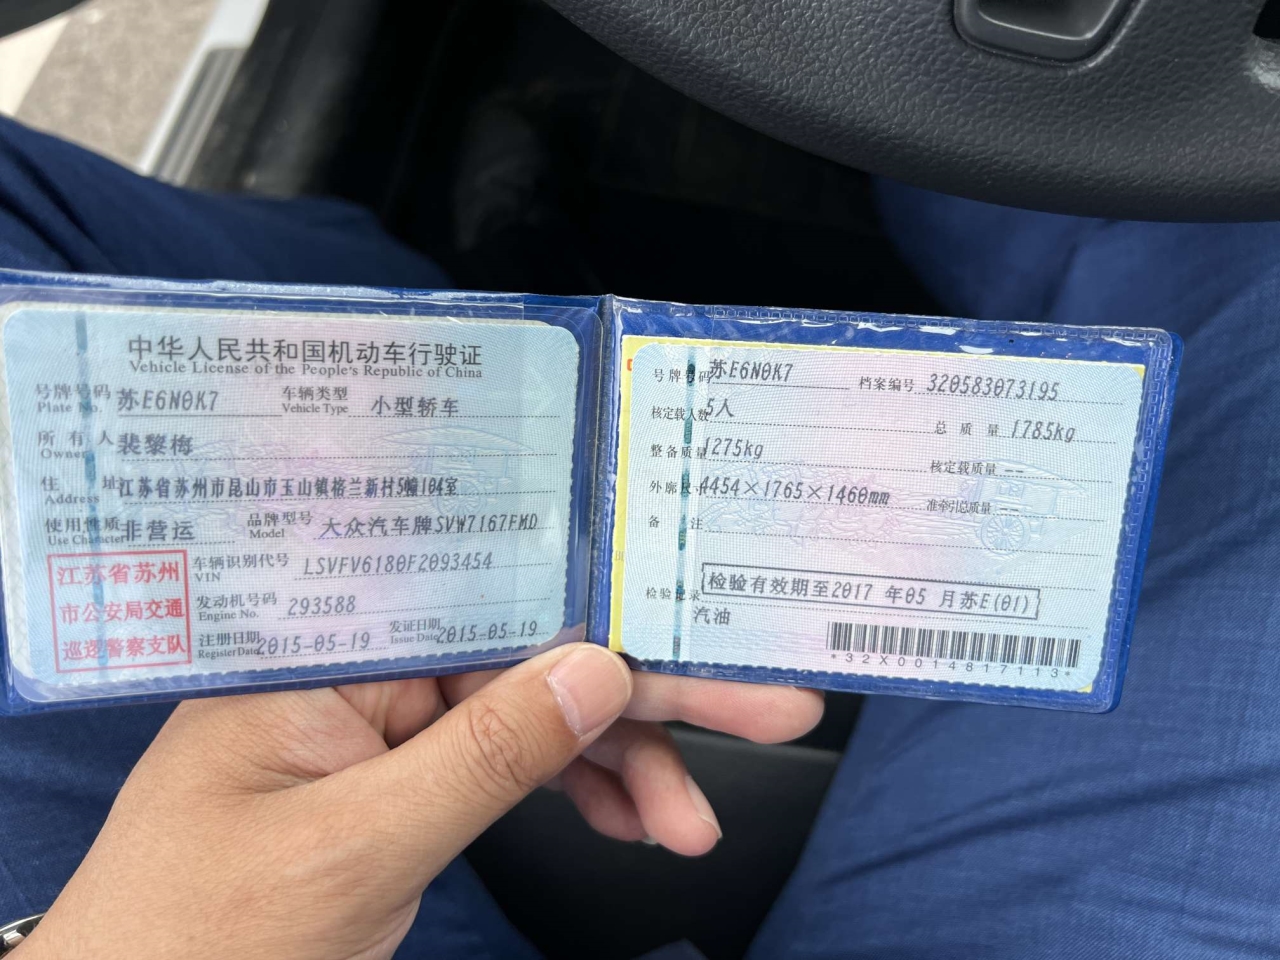 中华人民共和国机动车行驶证
Vehicle License of the People's Republic of China
号牌号码 苏E6N0K7 车辆类型 小型轿车
Plate No. Vehicle Type
所有人 裴黎梅
Owner
住址 江苏省苏州市昆山市玉山镇格兰新村5幢104室
Address
使用性质 非营运 品牌型号 大众汽车牌SVW7167FMD
Use Character Model
江苏省苏州
市公安局交通
巡逻警察支队
车辆识别代号 LSVFV6180F2093454
VIN
发动机号码 293588
Engine No.
注册日期 2015-05-19 发证日期 2015-05-19
Register Date Issue Date
号牌号码 苏E6N0K7 档案编号 320583073195
核定载人数 5人 总质量 1785kg
整备质量 1275kg 核定载质量 --
外廓尺寸 4454×1765×1460mm 准牵引总质量 --
备注
检验记录 检验有效期至2017 年05 月苏E(01)
汽油
*32X0014817113*